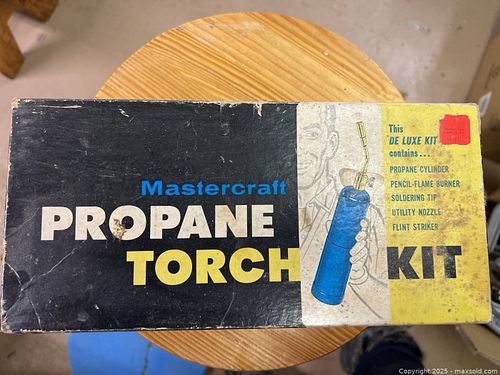 This
DE LUXE KIT
contains...
PROPANE CYLINDER
PENCIL FLAME BURNER
SOLDERING TIP
UTILITY NOZZLE
FLINT STRIKER
Mastercraft
PROPANE
TORCH KIT
Copyright 2025 - maxsold.com